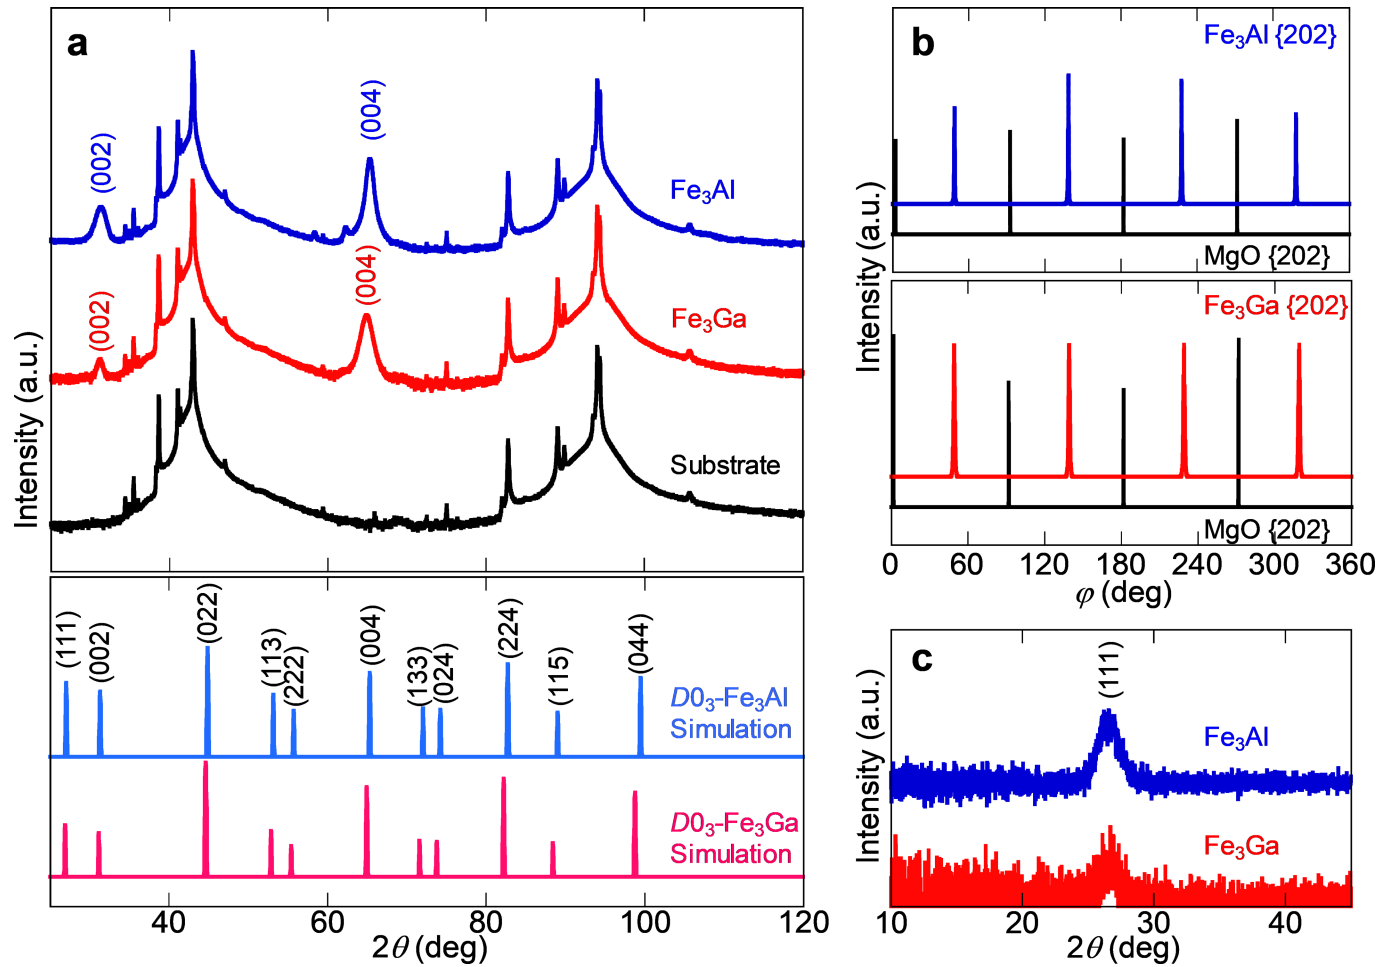 a
(002)
(004)
Fe₃Al
(002)
(004)
Fe₃Ga
Substrate
Intensity (a.u.)
(111)
(002)
(022)
(113)
(222)
(004)
(133)
(024)
(224)
(115)
(044)
D0₃-Fe₃Al
Simulation
D0₃-Fe₃Ga
Simulation
40
60
80
100
120
2θ (deg)
b
Fe₃Al {202}
MgO {202}
Fe₃Ga {202}
MgO {202}
Intensity (a.u.)
0
60
120
180
240
300
360
φ (deg)
c
(111)
Fe₃Al
Fe₃Ga
Intensity (a.u.)
10
20
30
40
2θ (deg)